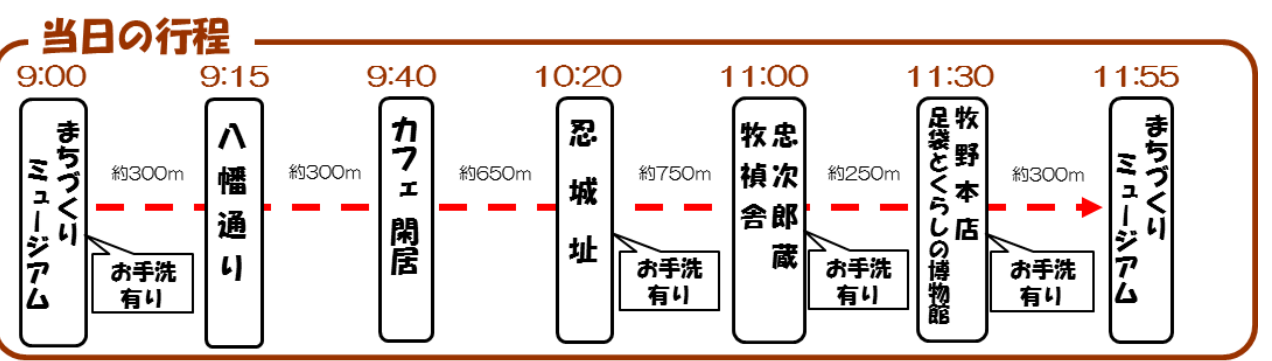 当日の行程
9:00
9:15
9:40
10:20
11:00
11:30
11:55
まちづくり
ミュージアム
約300m
お手洗
有り
八幡通り
約300m
カフェ閑居
約650m
忍城址
約750m
お手洗
有り
忠次郎蔵
牧禎舎
約250m
お手洗
有り
牧野本店
足袋とくらしの博物館
約300m
お手洗
有り
まちづくり
ミュージアム